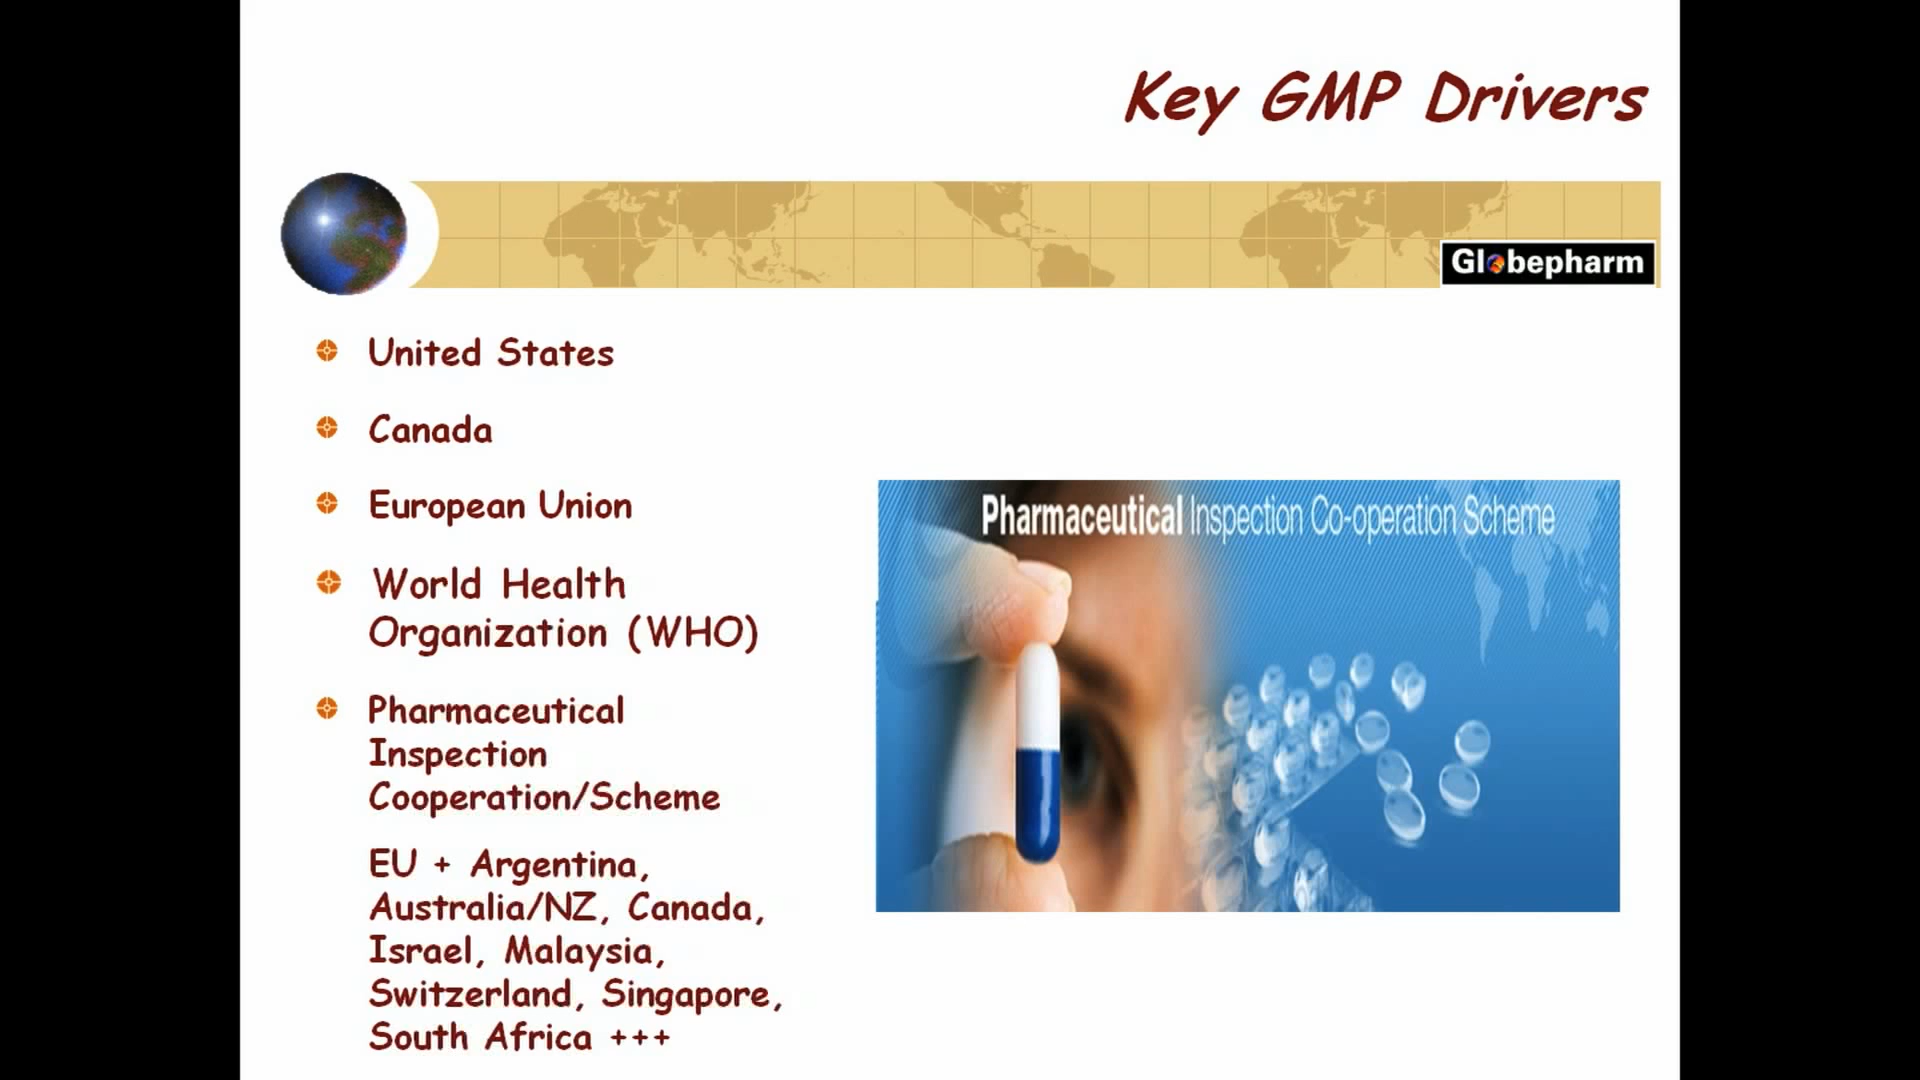 Key GMP Drivers
Globepharm
United States
Canada
European Union
World Health
Organization (WHO)
Pharmaceutical
Inspection
Cooperation/Scheme
EU + Argentina,
Australia/NZ, Canada,
Israel, Malaysia,
Switzerland, Singapore,
South Africa +++
Pharmaceutical Inspection Co-operation Scheme